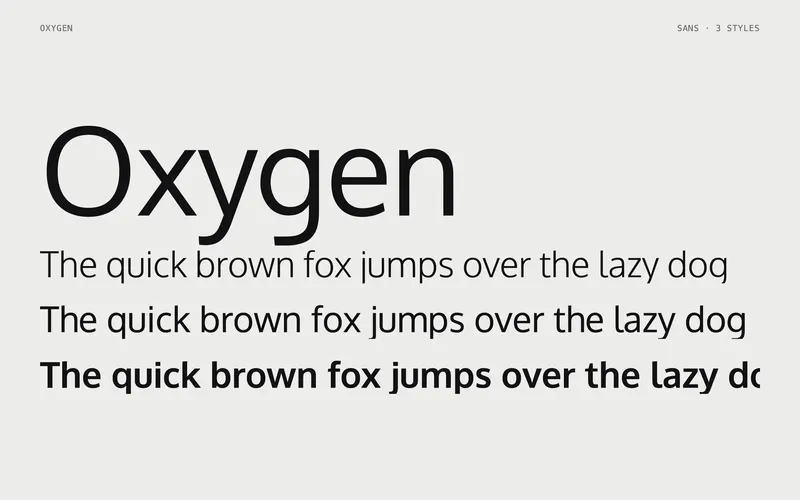 OXYGEN
SANS · 3 STYLES
Oxygen
The quick brown fox jumps over the lazy dog
The quick brown fox jumps over the lazy dog
The quick brown fox jumps over the lazy